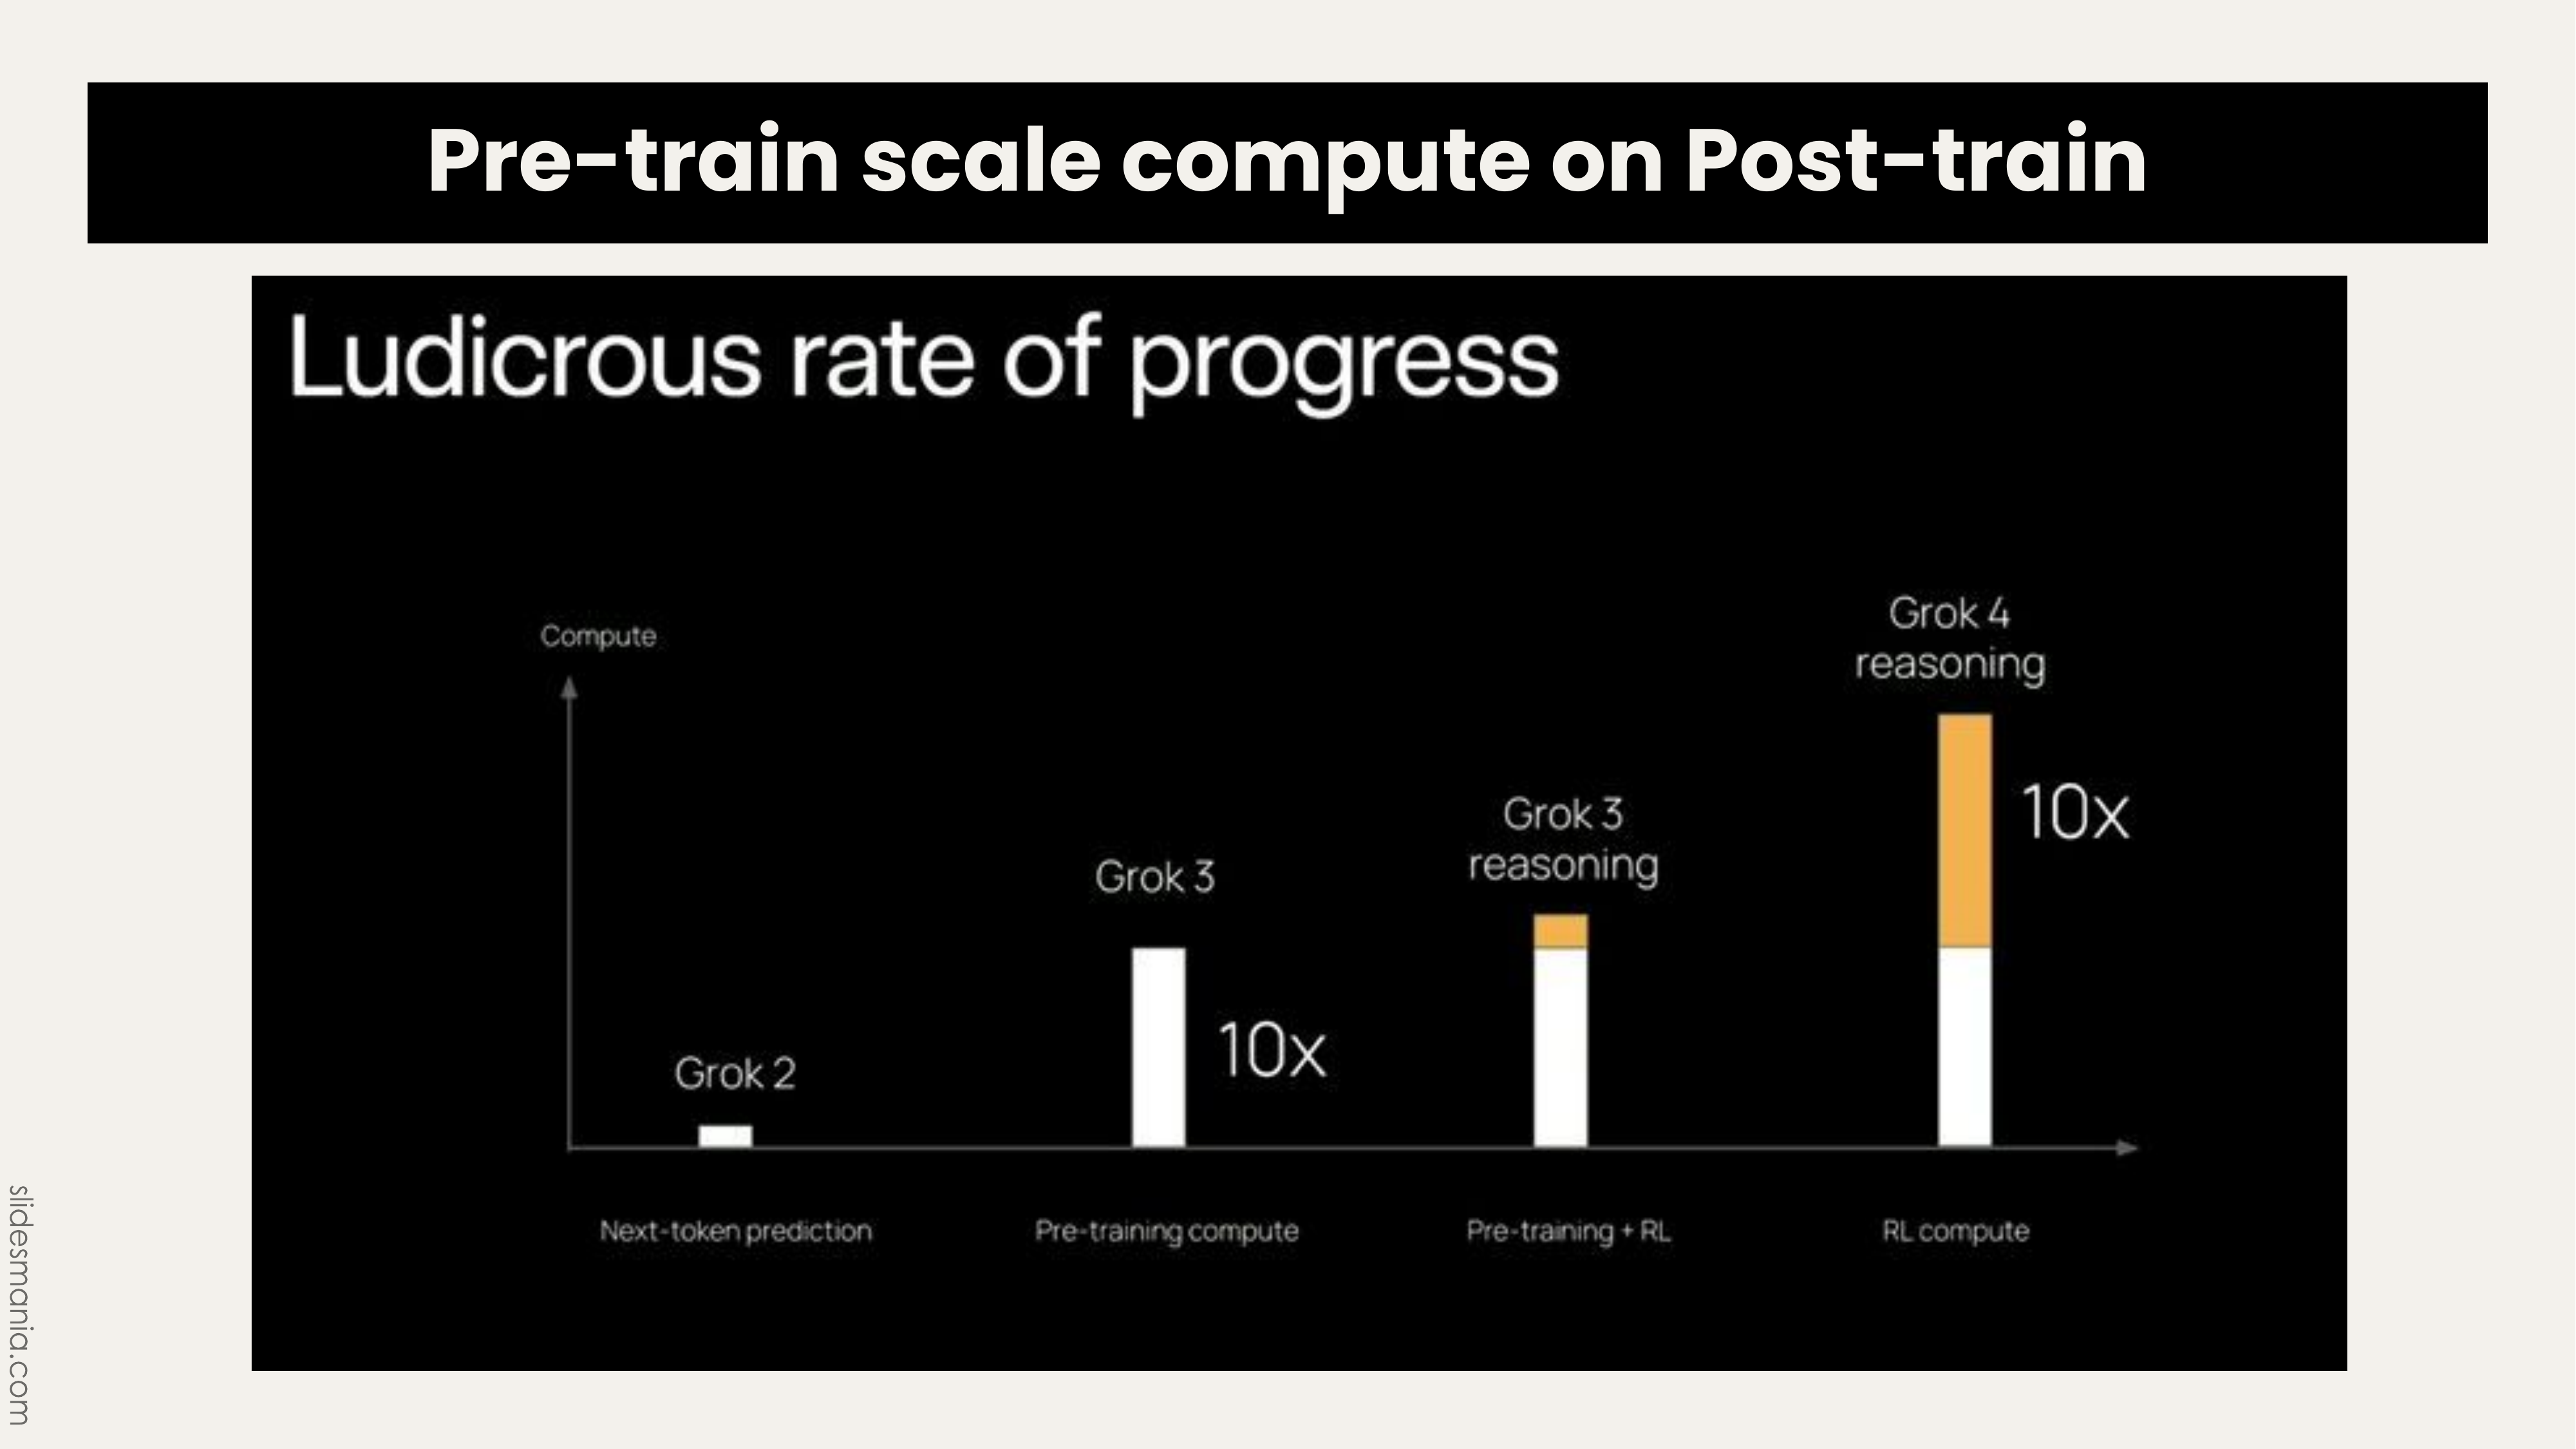 Pre-train scale compute on Post-train
Ludicrous rate of progress
Compute
Grok 2
Grok 3
10x
Grok 3
reasoning
Grok 4
reasoning
10x
Next-token prediction
Pre-training compute
Pre-training + RL
RL compute
slidesmania.com